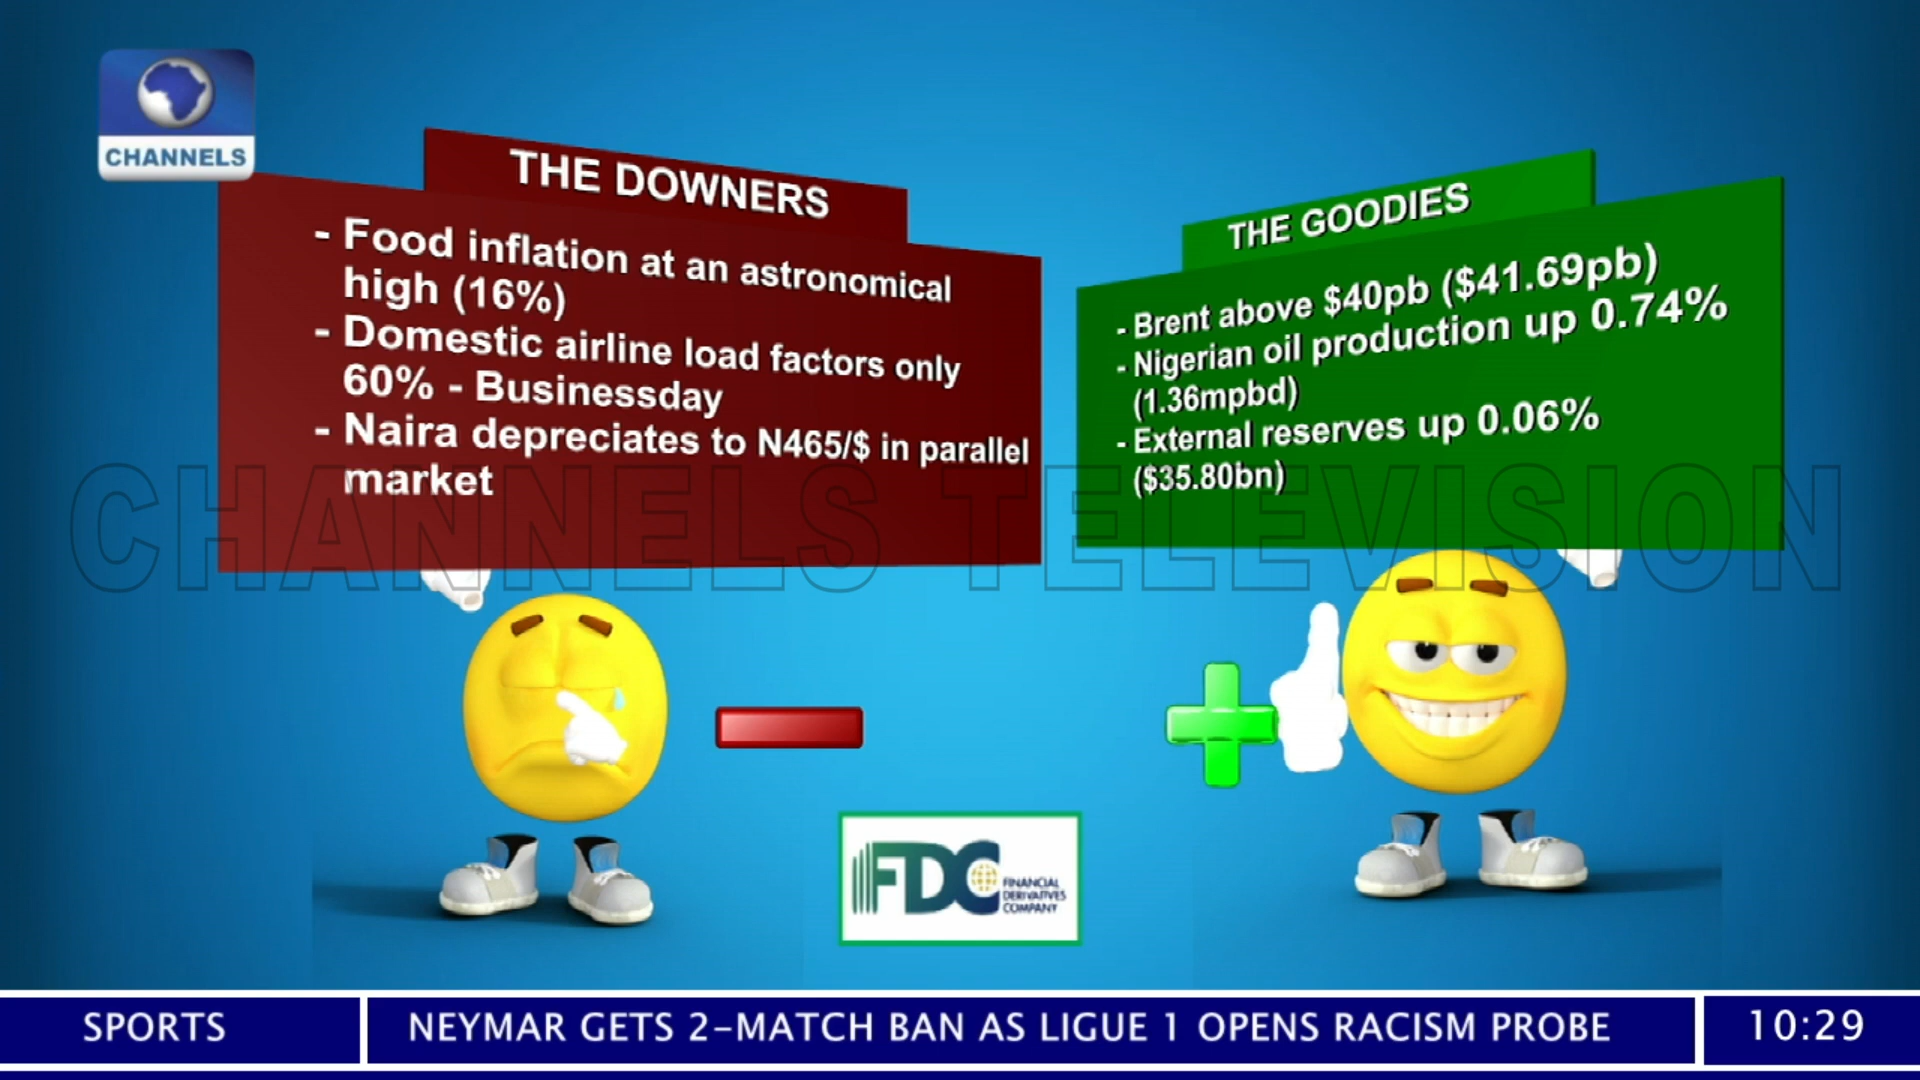 CHANNELS
THE DOWNERS
- Food inflation at an astronomical
high (16%)
- Domestic airline load factors only
60% - Businessday
- Naira depreciates to N465/$ in parallel
market
THE GOODIES
- Brent above $40pb ($41.69pb)
- Nigerian oil production up 0.74%
(1.36mpbd)
- External reserves up 0.06%
($35.80bn)
CHANNELS TELEVISION
FDC
FINANCIAL
DERIVATIVES
COMPANY
SPORTS
NEYMAR GETS 2-MATCH BAN AS LIGUE 1 OPENS RACISM PROBE
10:29